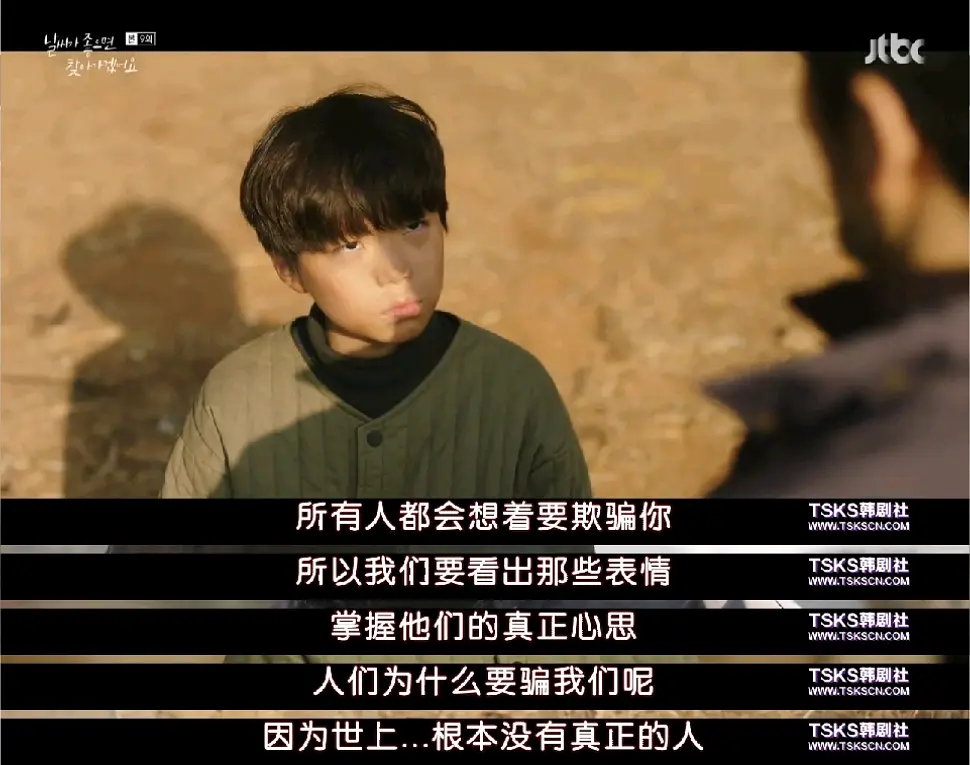 날씨가 좋으면 본 9회
찾아가겠어요
jtbc
所有人都会想着要欺骗你
TSKS韩剧社
WWW.TSKSCN.COM
所以我们要看出那些表情
TSKS韩剧社
WWW.TSKSCN.COM
掌握他们的真正心思
TSKS韩剧社
WWW.TSKSCN.COM
人们为什么要骗我们呢
TSKS韩剧社
WWW.TSKSCN.COM
因为世上...根本没有真正的人
TSKS韩剧社
WWW.TSKSCN.COM